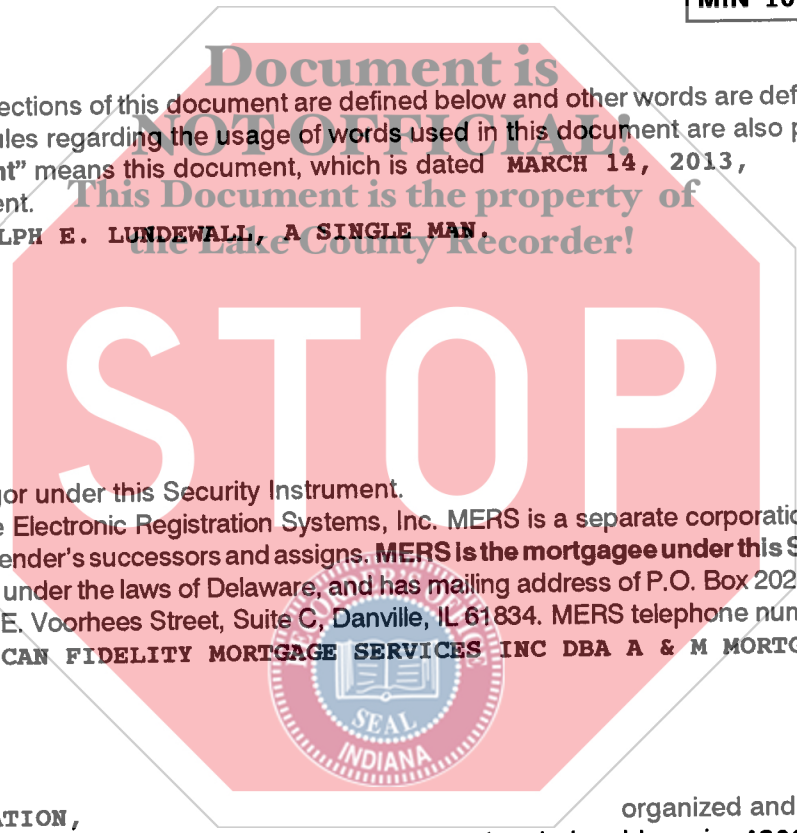 MIN 10
Document is
ections of this document are defined below and other words are def
NOT OFFICIAL!
ules regarding the usage of words used in this document are also p
nt” means this document, which is dated MARCH 14, 2013,
ent.
This Document is the property of
LPH E. LUNDEWALL, A SINGLE MAN.
the Lake County Recorder!
STOP
gor under this Security Instrument.
e Electronic Registration Systems, Inc. MERS is a separate corporatio
ender's successors and assigns. MERS is the mortgagee under this S
under the laws of Delaware, and has mailing address of P.O. Box 202
E. Voorhees Street, Suite C, Danville, IL 61834. MERS telephone num
CAN FIDELITY MORTGAGE SERVICES INC DBA A & M MORTG
RECORDER'S OFFICE
SEAL
INDIANA
organized and
ATION,